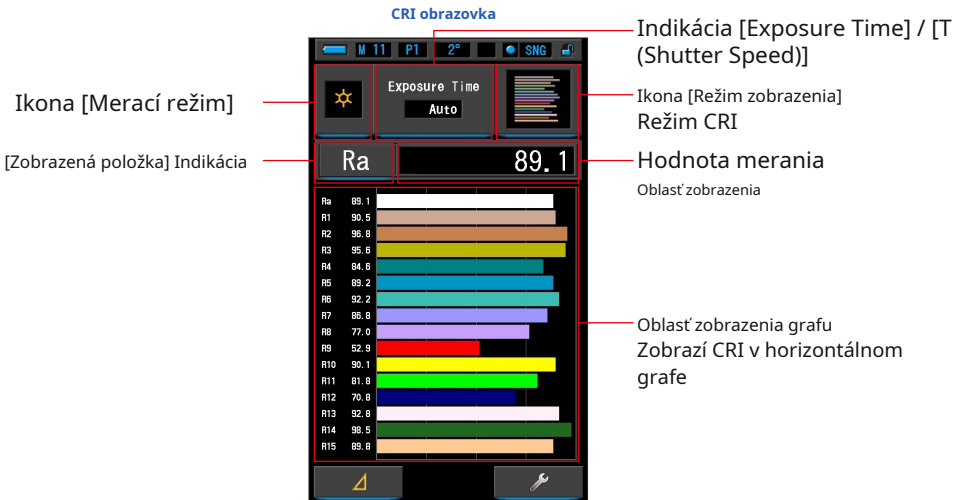 CRI obrazovka
Indikácia [Exposure Time] / [T
(Shutter Speed)]
M 11 P1 2° SNG
Exposure Time
Auto
Ikona [Merací režim]
Ikona [Režim zobrazenia]
Režim CRI
[Zobrazená položka] Indikácia
Ra 89.1
Hodnota merania
Oblasť zobrazenia
Ra 89.1
R1 90.5
R2 96.8
R3 95.6
R4 84.6
R5 89.2
R6 92.2
R7 86.8
R8 77.0
R9 52.9
R10 90.1
R11 81.8
R12 70.8
R13 92.8
R14 98.5
R15 89.8
Oblasť zobrazenia grafu
Zobrazí CRI v horizontálnom
grafe